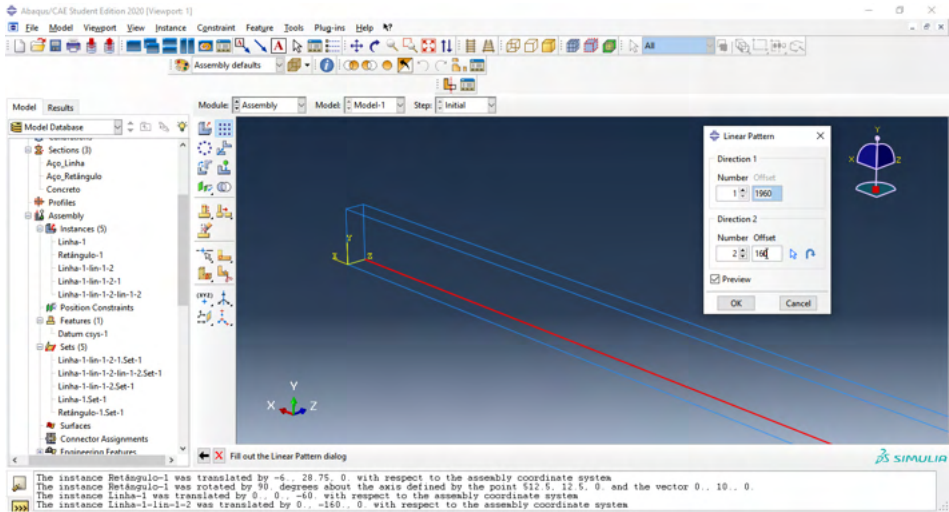 Abaqus/CAE Student Edition 2020 [Viewport: 1]
File Model Viewport View Instance Constraint Feature Tools Plug-ins Help
All
Assembly defaults
Model Results
Module: Assembly Model: Model-1 Step: Initial
Model Database
Sections (3)
Aço_Linha
Aço_Retângulo
Concreto
Profiles
Assembly
Instances (5)
Linha-1
Retângulo-1
Linha-1-lin-1-2
Linha-1-lin-2-1
Linha-1-lin-1-2-lin-1-2
Position Constraints
Features (1)
Datum csys-1
Sets (5)
Linha-1-lin-1-2-1.Set-1
Linha-1-lin-1-2-lin-1-2.Set-1
Linha-1-lin-1-2.Set-1
Linha-1.Set-1
Retângulo-1.Set-1
Surfaces
Connector Assignments
Engineering Features
(XYZ)
Linear Pattern
Direction 1
Number Offset
1 1960
Direction 2
Number Offset
2 160
Preview
OK Cancel
Y
X Z
Y
X Z
Fill out the Linear Pattern dialog
SIMULIA
The instance Retângulo-1 was translated by -6., 28.75, 0. with respect to the assembly coordinate system
The instance Retângulo-1 was rotated by 90. degrees about the axis defined by the point 512.5, 12.5, 0. and the vector 0., 10., 0.
The instance Linha-1 was translated by 0., 0., -60. with respect to the assembly coordinate system
The instance Linha-1-lin-1-2 was translated by 0., -160., 0. with respect to the assembly coordinate system